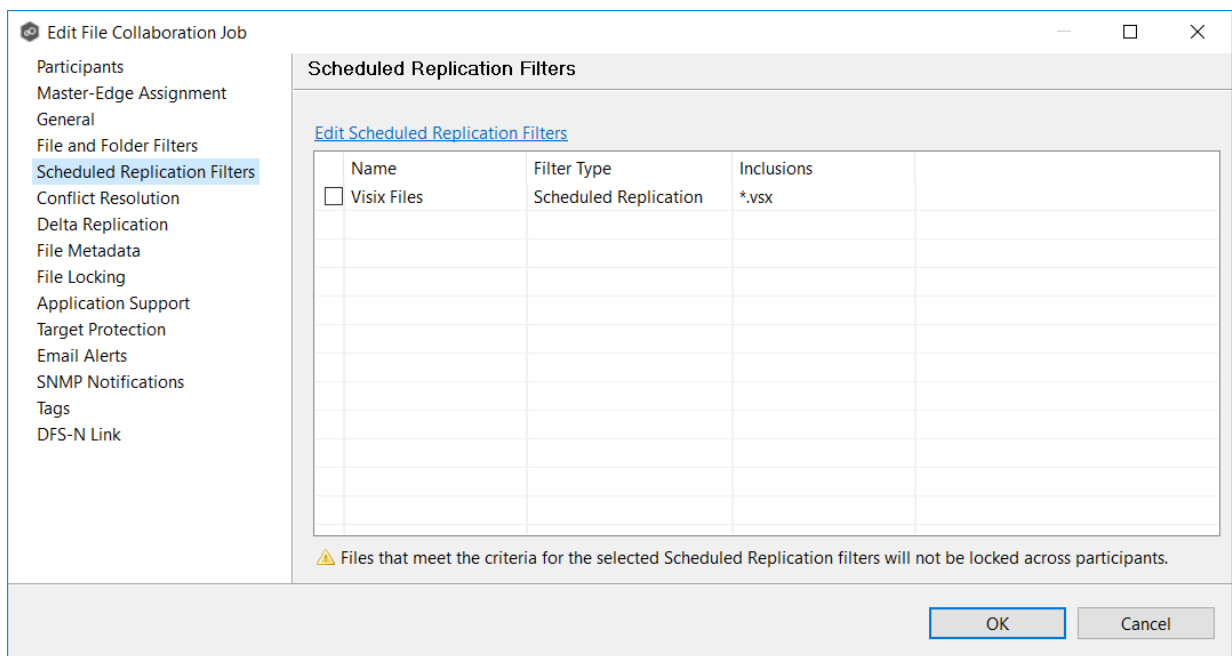 Edit File Collaboration Job
Participants
Master-Edge Assignment
General
File and Folder Filters
Scheduled Replication Filters
Conflict Resolution
Delta Replication
File Metadata
File Locking
Application Support
Target Protection
Email Alerts
SNMP Notifications
Tags
DFS-N Link
Scheduled Replication Filters
Edit Scheduled Replication Filters
Name Filter Type Inclusions
Visix Files Scheduled Replication *.vsx
Files that meet the criteria for the selected Scheduled Replication filters will not be locked across participants.
OK Cancel